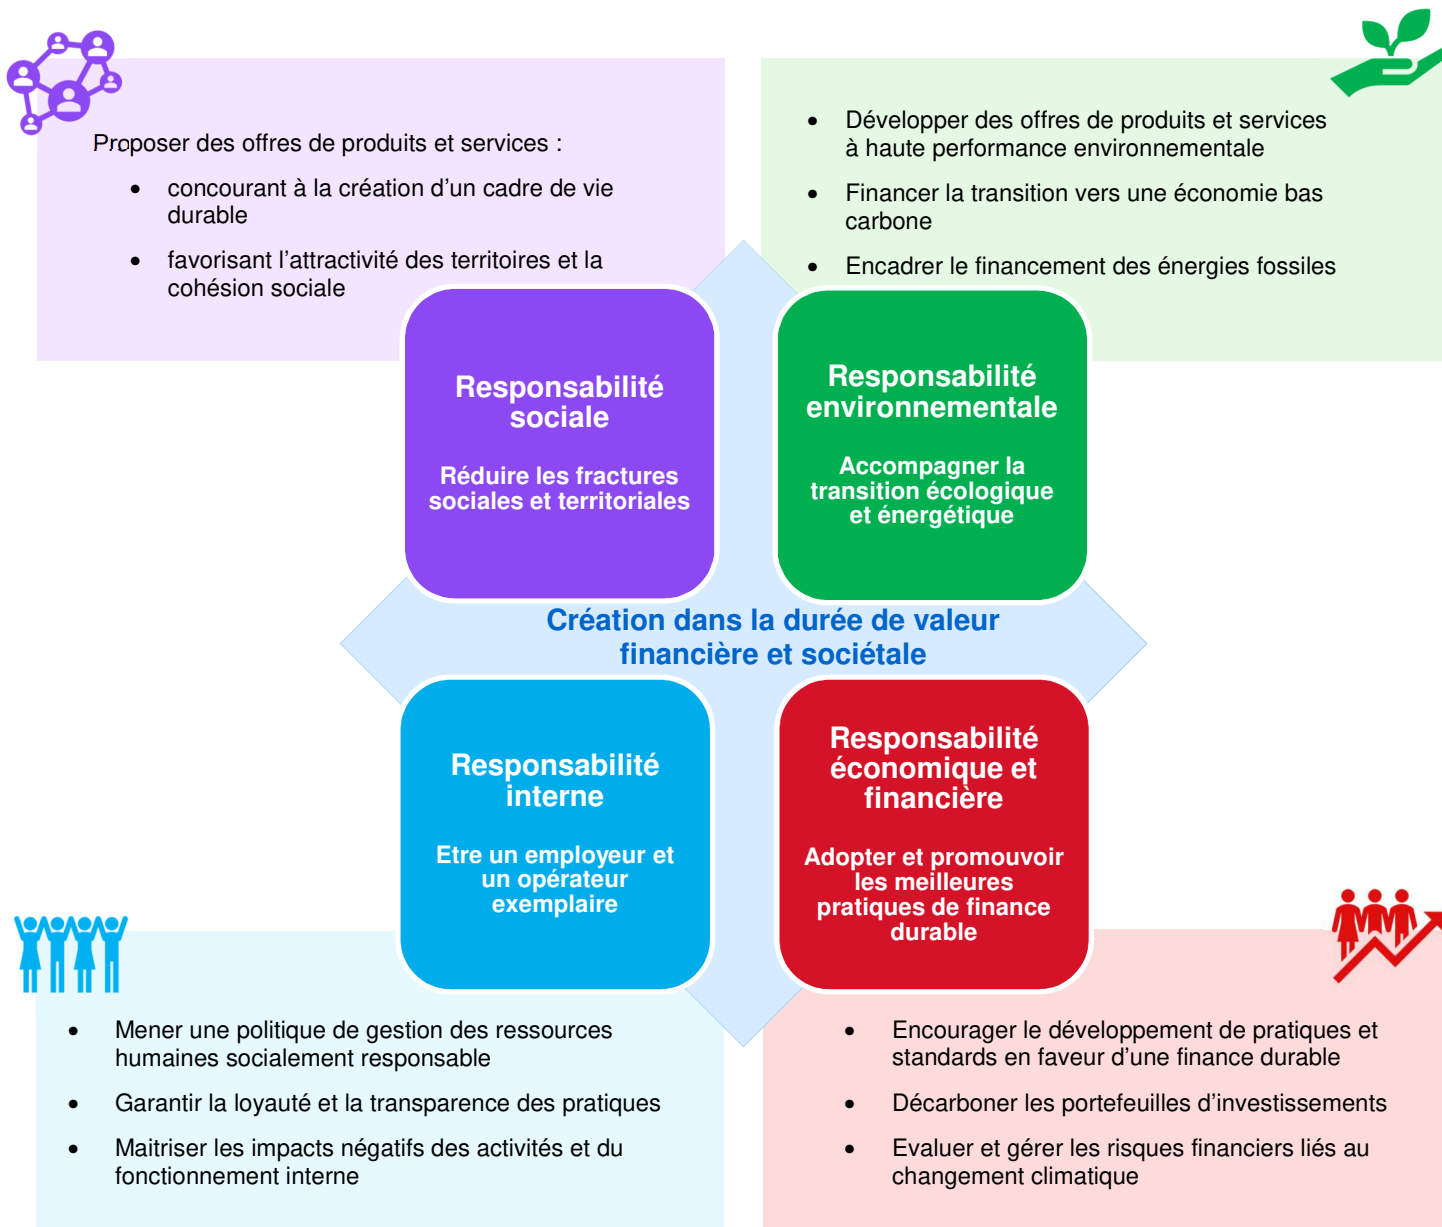 Proposer des offres de produits et services :
• concourant à la création d’un cadre de vie
durable
• favorisant l’attractivité des territoires et la
cohésion sociale
• Développer des offres de produits et services
à haute performance environnementale
• Financer la transition vers une économie bas
carbone
• Encadrer le financement des énergies fossiles
Responsabilité
sociale
Réduire les fractures
sociales et territoriales
Responsabilité
environnementale
Accompagner la
transition écologique
et énergétique
Création dans la durée de valeur
financière et sociétale
Responsabilité
interne
Etre un employeur et
un opérateur
exemplaire
Responsabilité
économique et
financière
Adopter et promouvoir
les meilleures
pratiques de finance
durable
• Mener une politique de gestion des ressources
humaines socialement responsable
• Garantir la loyauté et la transparence des pratiques
• Maitriser les impacts négatifs des activités et du
fonctionnement interne
• Encourager le développement de pratiques et
standards en faveur d’une finance durable
• Décarboner les portefeuilles d’investissements
• Evaluer et gérer les risques financiers liés au
changement climatique